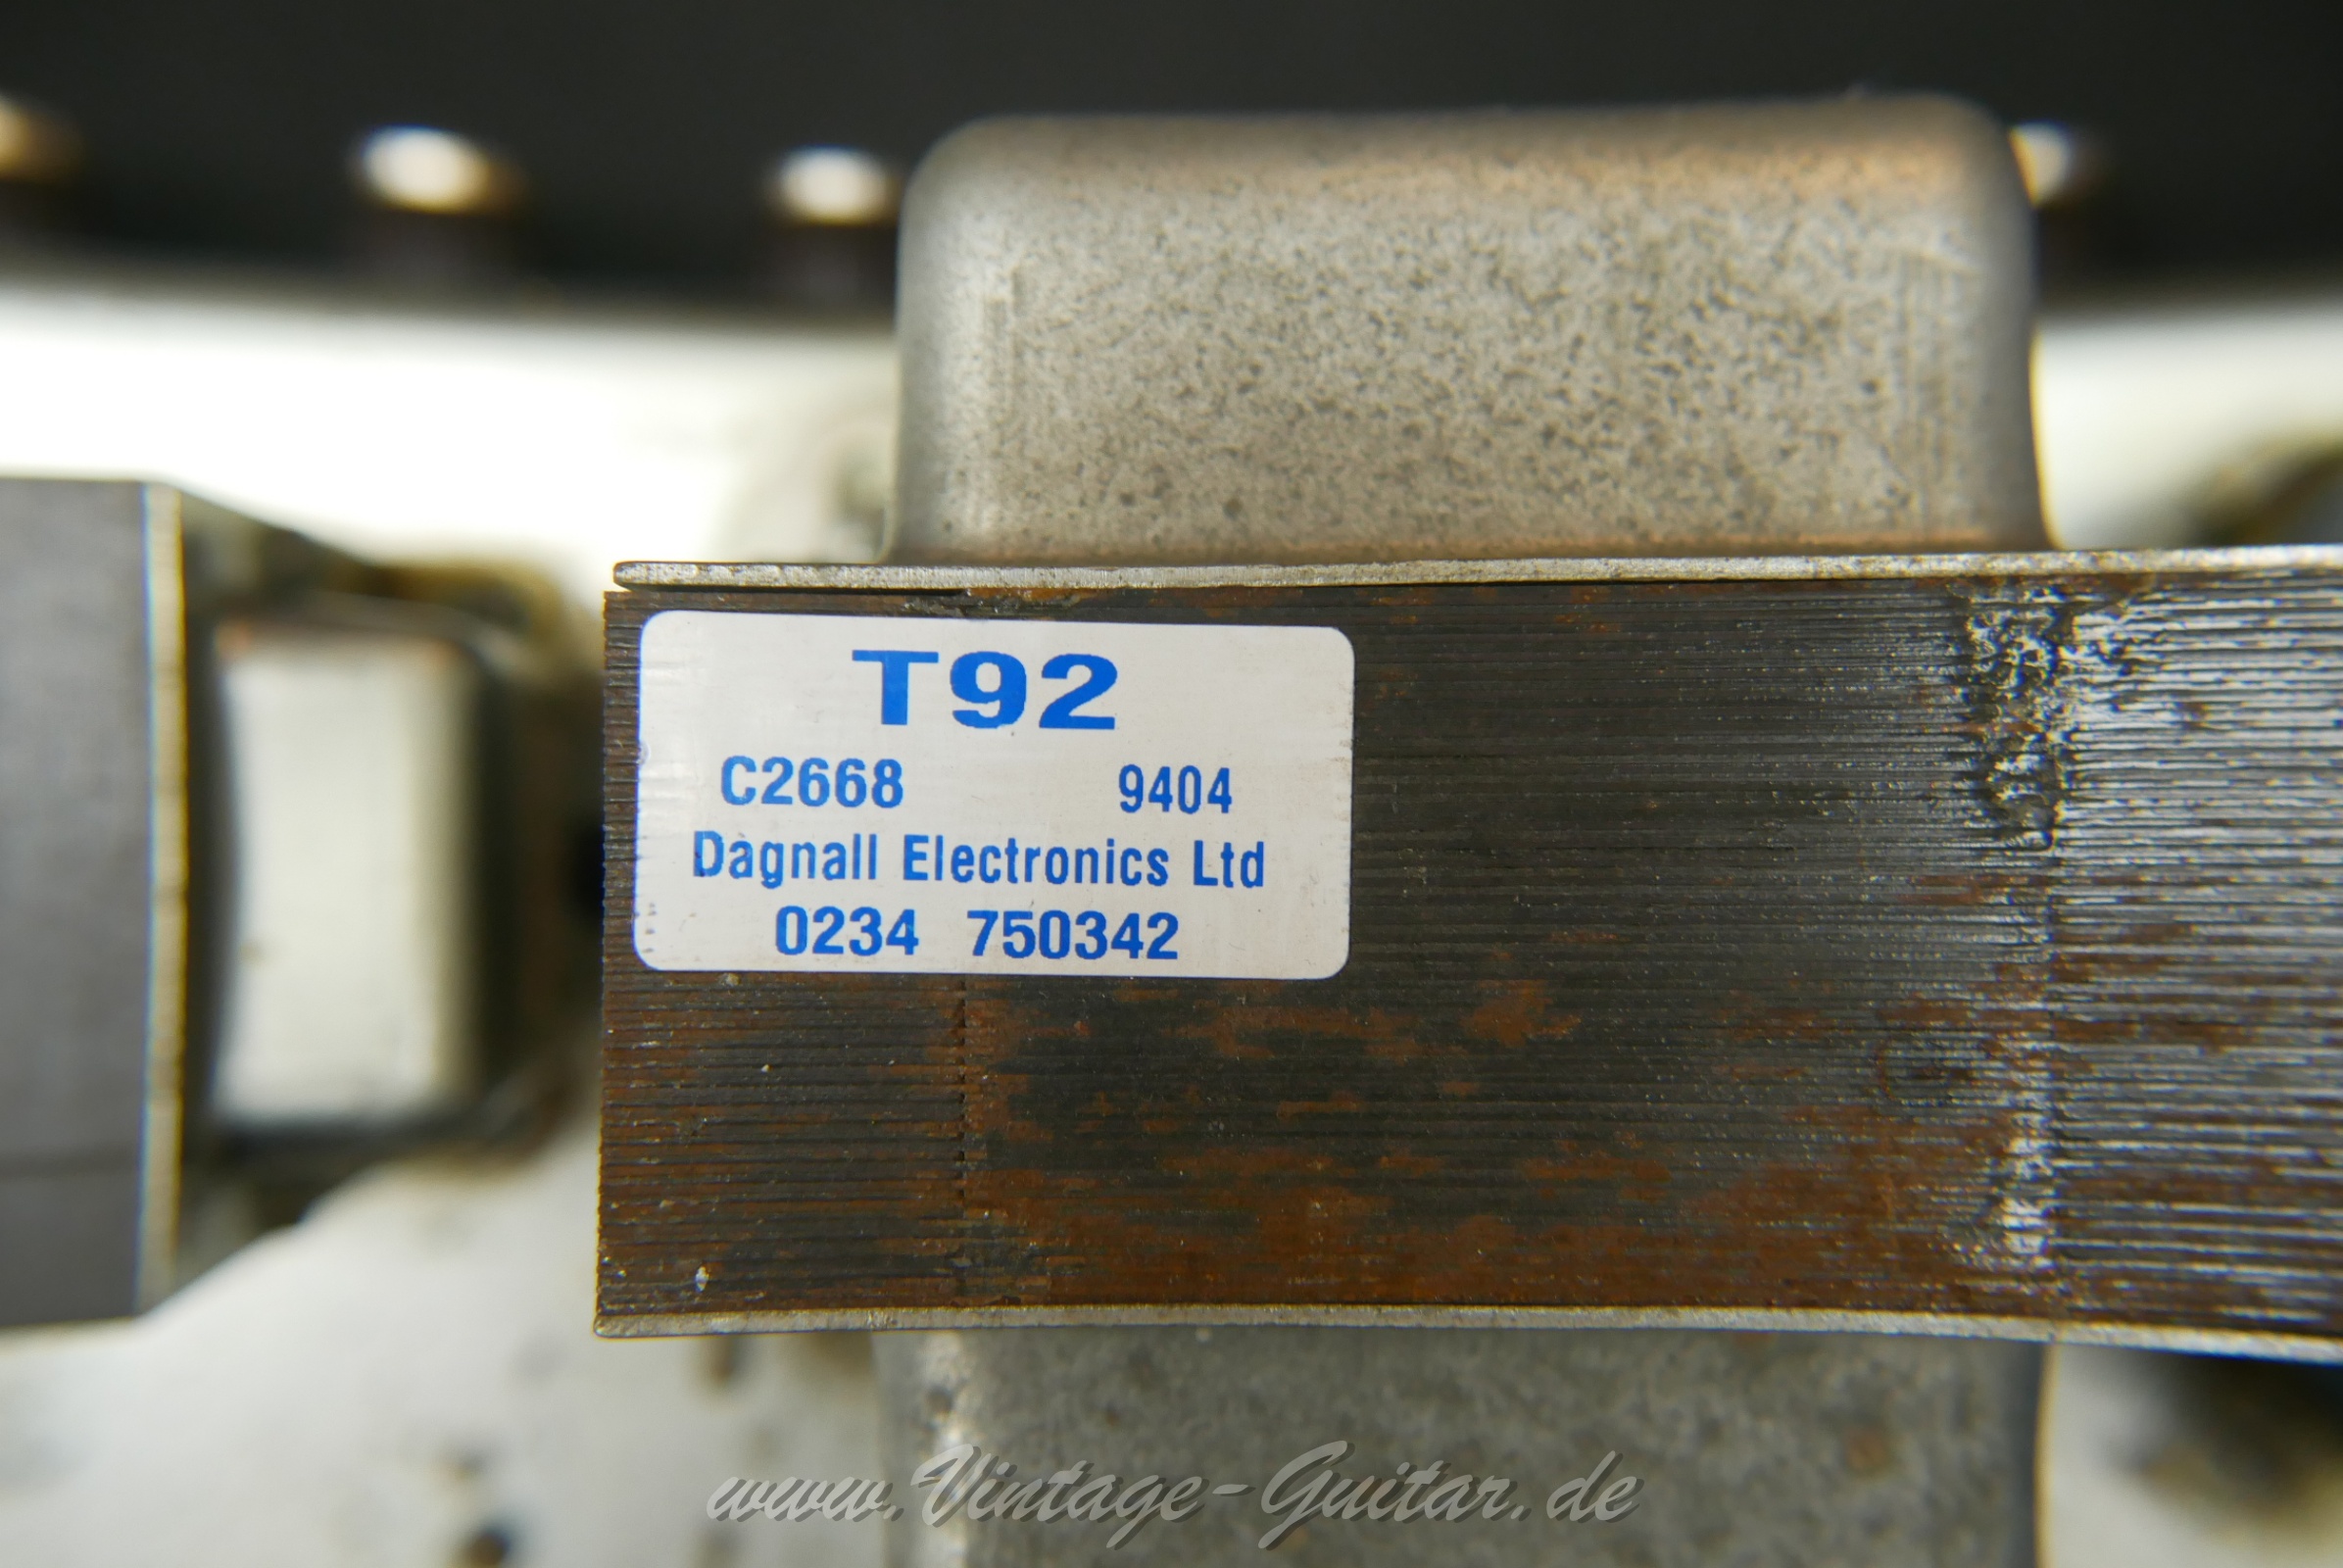 T92
C2668 9404
Dagnall Electronics Ltd
0234 750342
www.Vintage-Guitar.de